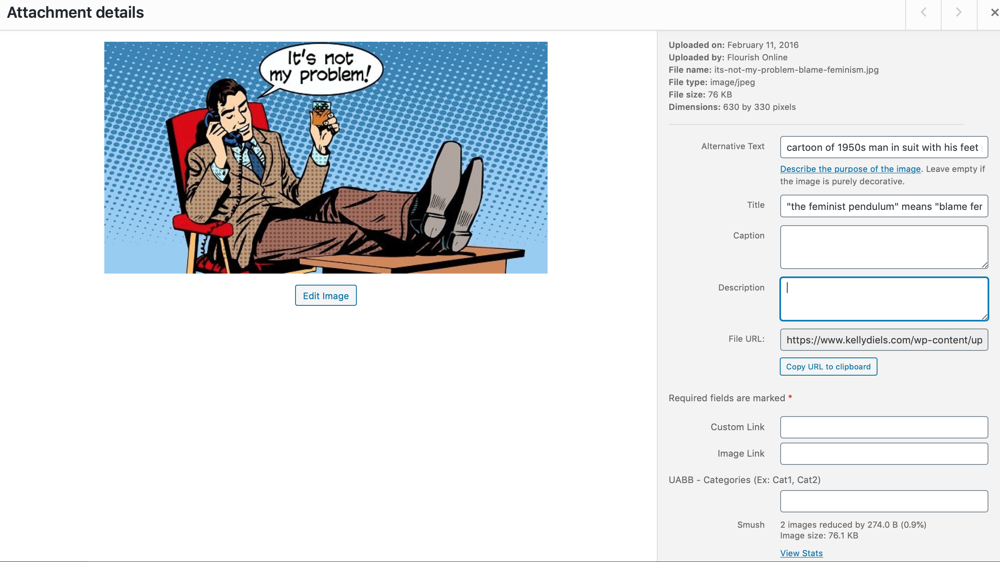 Attachment details
It's not
my problem!
Edit Image
Uploaded on: February 11, 2016
Uploaded by: Flourish Online
File name: its-not-my-problem-blame-feminism.jpg
File type: image/jpeg
File size: 76 KB
Dimensions: 630 by 330 pixels
Alternative Text cartoon of 1950s man in suit with his feet
Describe the purpose of the image. Leave empty if
the image is purely decorative.
Title "the feminist pendulum" means "blame
Caption
Description
File URL: https://www.kellydiels.com/wp-content/up
Copy URL to clipboard
Required fields are marked *
Custom Link
Image Link
UABB - Categories (Ex: Cat1, Cat2)
Smush 2 images reduced by 274.0 B (0.9%)
Image size: 76.1 KB
View Stats